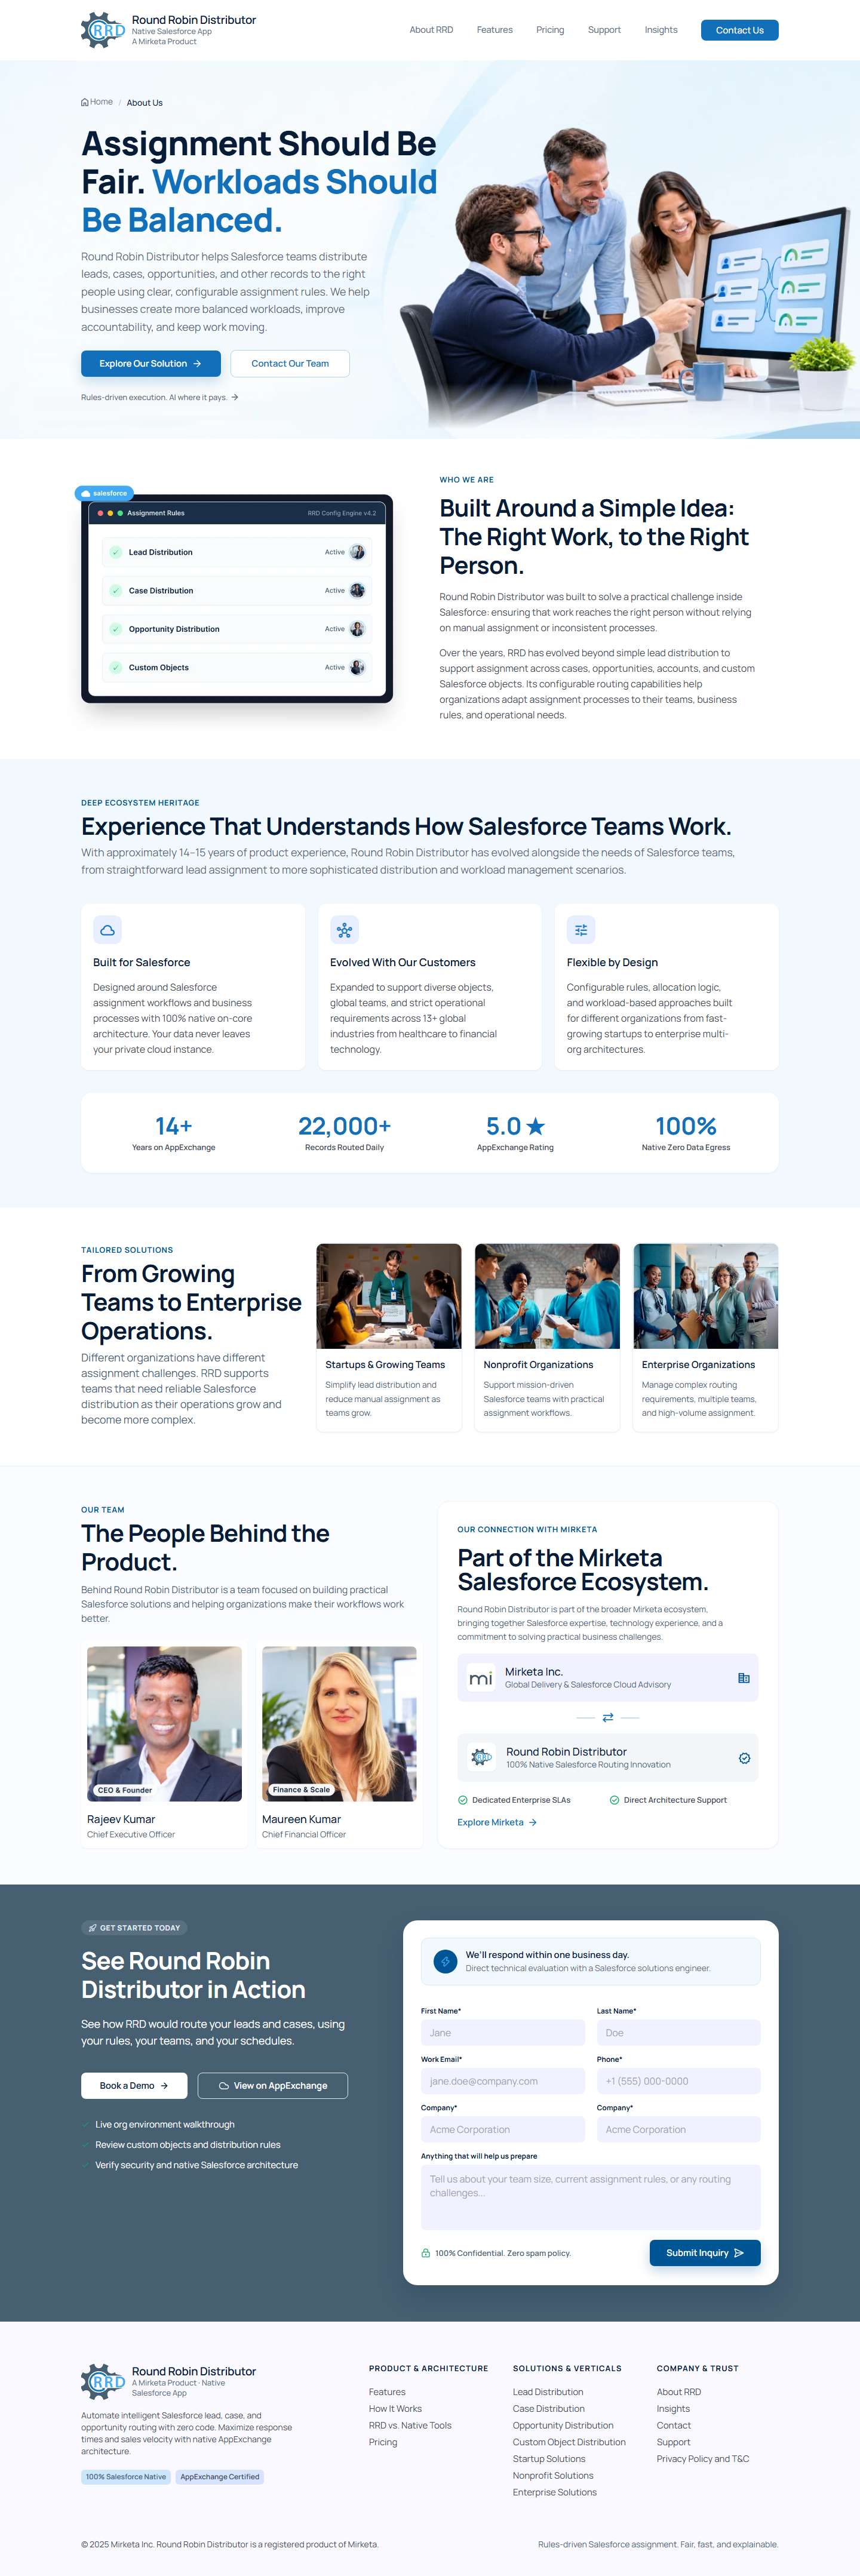 RRD
Round Robin Distributor
Native Salesforce App
A Mirketa Product
About RRD
Features
Pricing
Support
Insights
Contact Us
Home / About Us
Assignment Should Be
Fair. Workloads Should
Be Balanced.
Round Robin Distributor helps Salesforce teams distribute
leads, cases, opportunities, and other records to the right
people using clear, configurable assignment rules. We help
businesses create more balanced workloads, improve
accountability, and keep work moving.
Explore Our Solution
Contact Our Team
Rules-driven execution. AI where it pays.
salesforce
Assignment Rules
RRD Config Engine v4.2
Lead Distribution
Active
Case Distribution
Active
Opportunity Distribution
Active
Custom Objects
Active
WHO WE ARE
Built Around a Simple Idea:
The Right Work, to the Right
Person.
Round Robin Distributor was built to solve a practical challenge inside
Salesforce: ensuring that work reaches the right person without relying
on manual assignment or inconsistent processes.
Over the years, RRD has evolved beyond simple lead distribution to
support assignment across cases, opportunities, accounts, and custom
Salesforce objects. Its configurable routing capabilities help
organizations adapt assignment processes to their teams, business
rules, and operational needs.
DEEP ECOSYSTEM HERITAGE
Experience That Understands How Salesforce Teams Work.
With approximately 14–15 years of product experience, Round Robin Distributor has evolved alongside the needs of Salesforce teams,
from straightforward lead assignment to more sophisticated distribution and workload management scenarios.
Built for Salesforce
Designed around Salesforce
assignment workflows and business
processes with 100% native on-core
architecture. Your data never leaves
your private cloud instance.
Evolved With Our Customers
Expanded to support diverse objects,
global teams, and strict operational
requirements across 13+ global
industries from healthcare to financial
technology.
Flexible by Design
Configurable rules, allocation logic,
and workload-based approaches built
for different organizations from fast-
growing startups to enterprise multi-
org architectures.
14+
Years on AppExchange
22,000+
Records Routed Daily
5.0 ★
AppExchange Rating
100%
Native Zero Data Egress
TAILORED SOLUTIONS
From Growing
Teams to Enterprise
Operations.
Different organizations have different
assignment challenges. RRD supports
teams that need reliable Salesforce
distribution as their operations grow and
become more complex.
Startups & Growing Teams
Simplify lead distribution and
reduce manual assignment as
teams grow.
Nonprofit Organizations
Support mission-driven
Salesforce teams with practical
assignment workflows.
Enterprise Organizations
Manage complex routing
requirements, multiple teams,
and high-volume assignment.
OUR TEAM
The People Behind the
Product.
Behind Round Robin Distributor is a team focused on building practical
Salesforce solutions and helping organizations make their workflows work
better.
CEO & Founder
Rajeev Kumar
Chief Executive Officer
Finance & Scale
Maureen Kumar
Chief Financial Officer
OUR CONNECTION WITH MIRKETA
Part of the Mirketa
Salesforce Ecosystem.
Round Robin Distributor is part of the broader Mirketa ecosystem,
bringing together Salesforce expertise, technology experience, and a
commitment to solving practical business challenges.
mi
Mirketa Inc.
Global Delivery & Salesforce Cloud Advisory
RRD
Round Robin Distributor
100% Native Salesforce Routing Innovation
Dedicated Enterprise SLAs
Direct Architecture Support
Explore Mirketa
GET STARTED TODAY
See Round Robin
Distributor in Action
See how RRD would route your leads and cases, using
your rules, your teams, and your schedules.
Book a Demo
View on AppExchange
Live org environment walkthrough
Review custom objects and distribution rules
Verify security and native Salesforce architecture
We'll respond within one business day.
Direct technical evaluation with a Salesforce solutions engineer.
First Name*
Last Name*
Jane
Doe
Work Email*
Phone*
jane.doe@company.com
+1 (555) 000-0000
Company*
Company*
Acme Corporation
Acme Corporation
Anything that will help us prepare
Tell us about your team size, current assignment rules, or any routing
challenges...
100% Confidential. Zero spam policy.
Submit Inquiry
RRD
Round Robin Distributor
A Mirketa Product · Native
Salesforce App
Automate intelligent Salesforce lead, case, and
opportunity routing with zero code. Maximize response
times and sales velocity with native AppExchange
architecture.
100% Salesforce Native
AppExchange Certified
PRODUCT & ARCHITECTURE
Features
How It Works
RRD vs. Native Tools
Pricing
SOLUTIONS & VERTICALS
Lead Distribution
Case Distribution
Opportunity Distribution
Custom Object Distribution
Startup Solutions
Nonprofit Solutions
Enterprise Solutions
COMPANY & TRUST
About RRD
Insights
Contact
Support
Privacy Policy and T&C
© 2025 Mirketa Inc. Round Robin Distributor is a registered product of Mirketa.
Rules-driven Salesforce assignment. Fair, fast, and explainable.